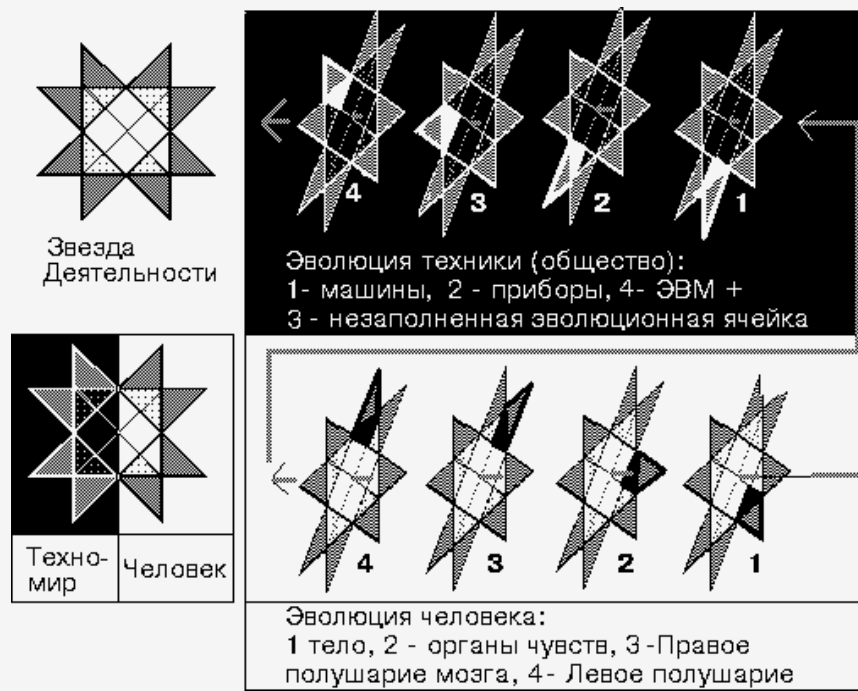 Звезда
Деятельности
4 3 2 1
Эволюция техники (общество):
1- машины, 2 - приборы, 4- ЭВМ +
3 - незаполненная эволюционная ячейка
Техно-
мир
Человек
4 3 2 1
Эволюция человека:
1 тело, 2 - органы чувств, 3 -Правое
полушарие мозга, 4- Левое полушарие